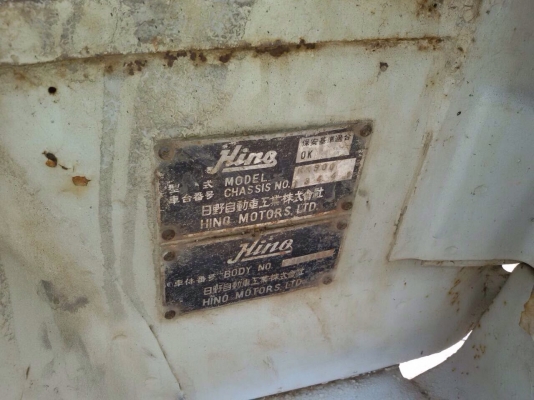 Hino
OK
型式 MODEL
車台番号 CHASSIS NO.
日野自動車工業株式会社
HINO MOTORS, LTD.
Hino
車体番号 BODY NO.
日野自動車工業株式会社
HINO MOTORS, LTD.